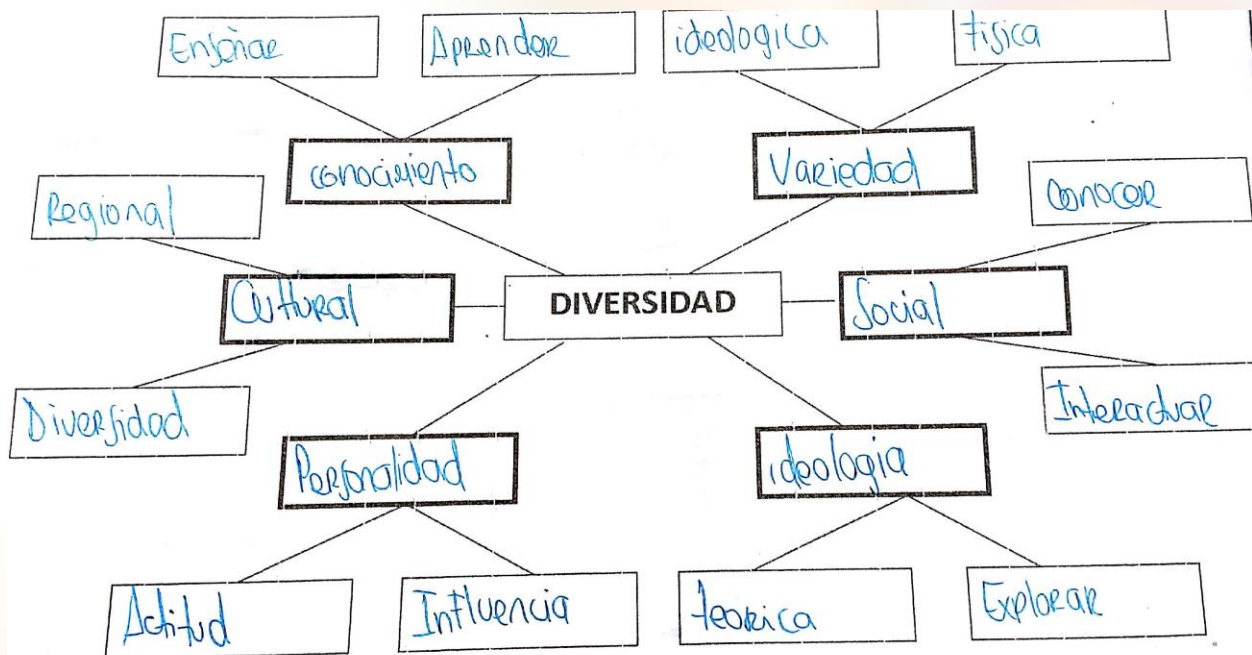 Enseñar
Aprender
ideologica
fisica
conocimiento
Variedad
Regional
Conocer
Cultural
DIVERSIDAD
Social
Diversidad
Interactuar
Personalidad
ideologia
Actitud
Influencia
teorica
Explorar